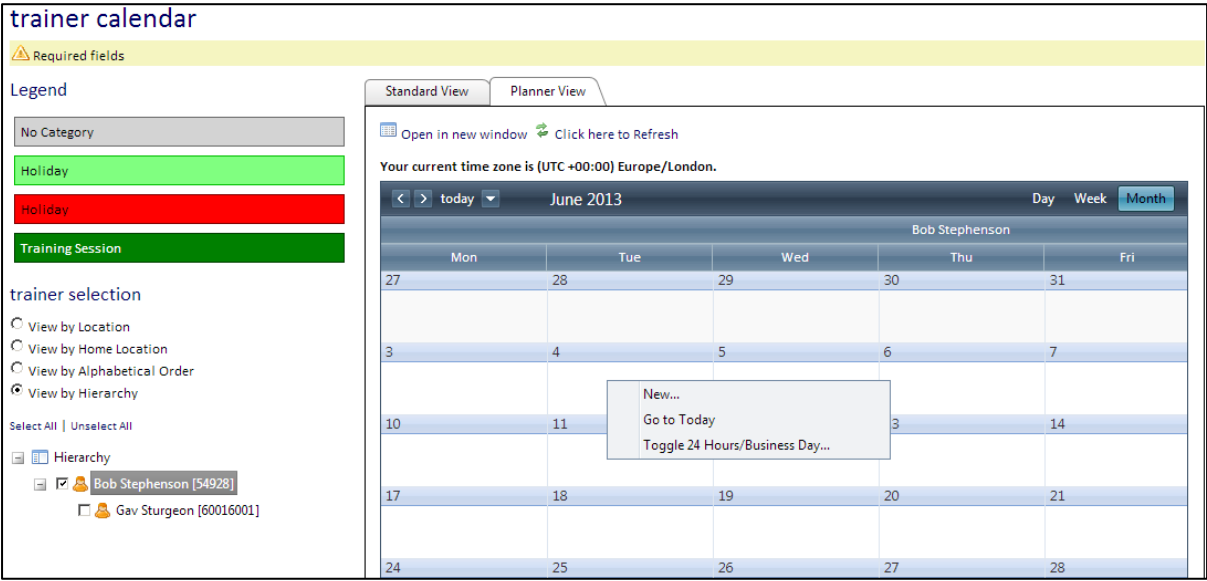 trainer calendar
Required fields
Legend
No Category
Holiday
Holiday
Training Session
trainer selection
View by Location
View by Home Location
View by Alphabetical Order
View by Hierarchy
Select All | Unselect All
Hierarchy
Bob Stephenson [54928]
Gav Sturgeon [60016001]
Standard View Planner View
Open in new window Click here to Refresh
Your current time zone is (UTC +00:00) Europe/London.
today June 2013 Day Week Month
Bob Stephenson
Mon Tue Wed Thu Fri
27 28 29 30 31
3 4 5 6 7
New...
Go to Today
Toggle 24 Hours/Business Day...
10 11 3 14
17 18 19 20 21
24 25 26 27 28